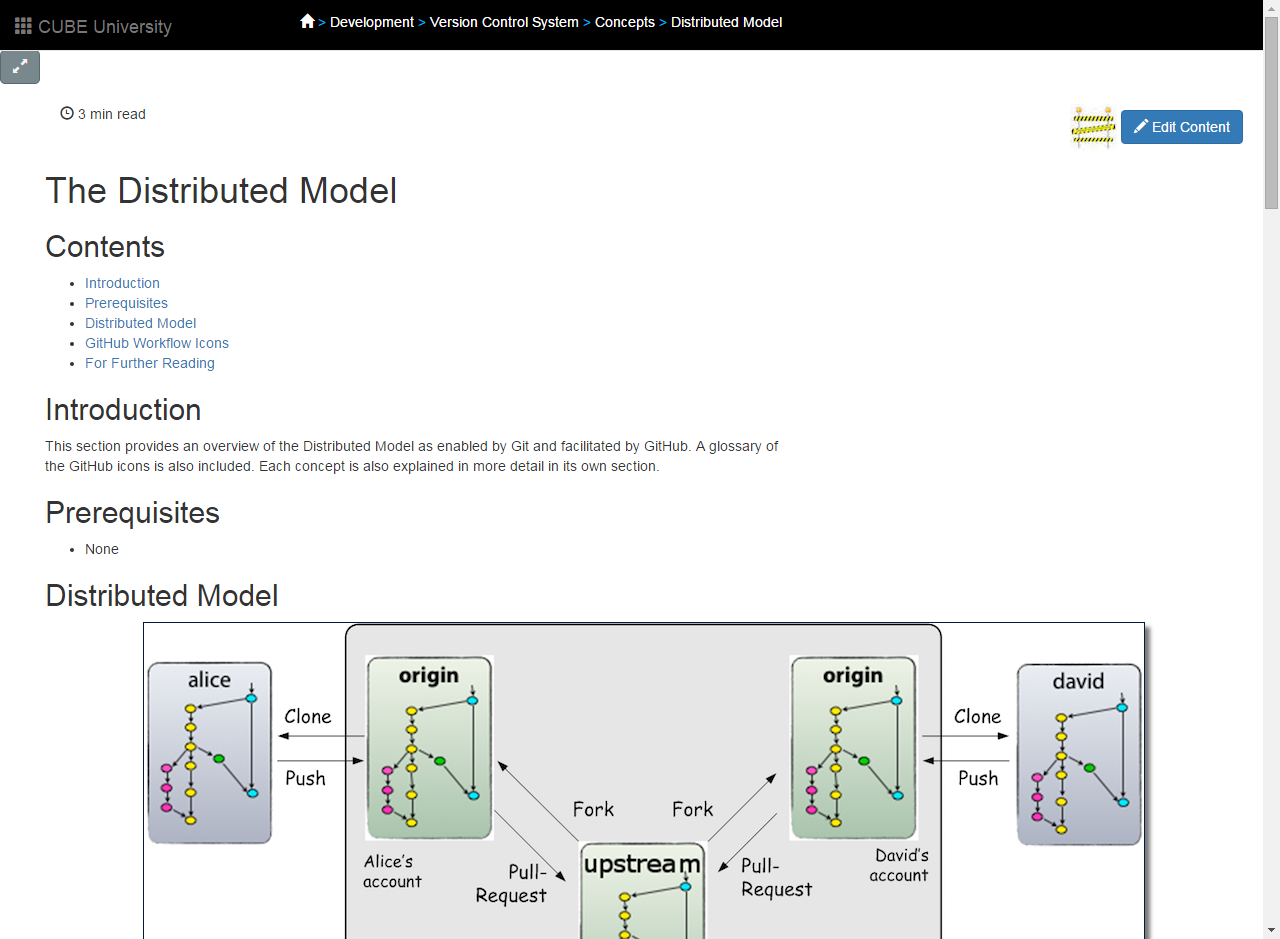 CUBE University
> Development > Version Control System > Concepts > Distributed Model
3 min read
Edit Content
The Distributed Model
Contents
Introduction
Prerequisites
Distributed Model
GitHub Workflow Icons
For Further Reading
Introduction
This section provides an overview of the Distributed Model as enabled by Git and facilitated by GitHub. A glossary of
the GitHub icons is also included. Each concept is also explained in more detail in its own section.
Prerequisites
None
Distributed Model
alice
origin
origin
david
Clone
Push
Clone
Push
Fork
Fork
Alice's
account
Pull-
Request
upstream
Pull-
Request
David's
account